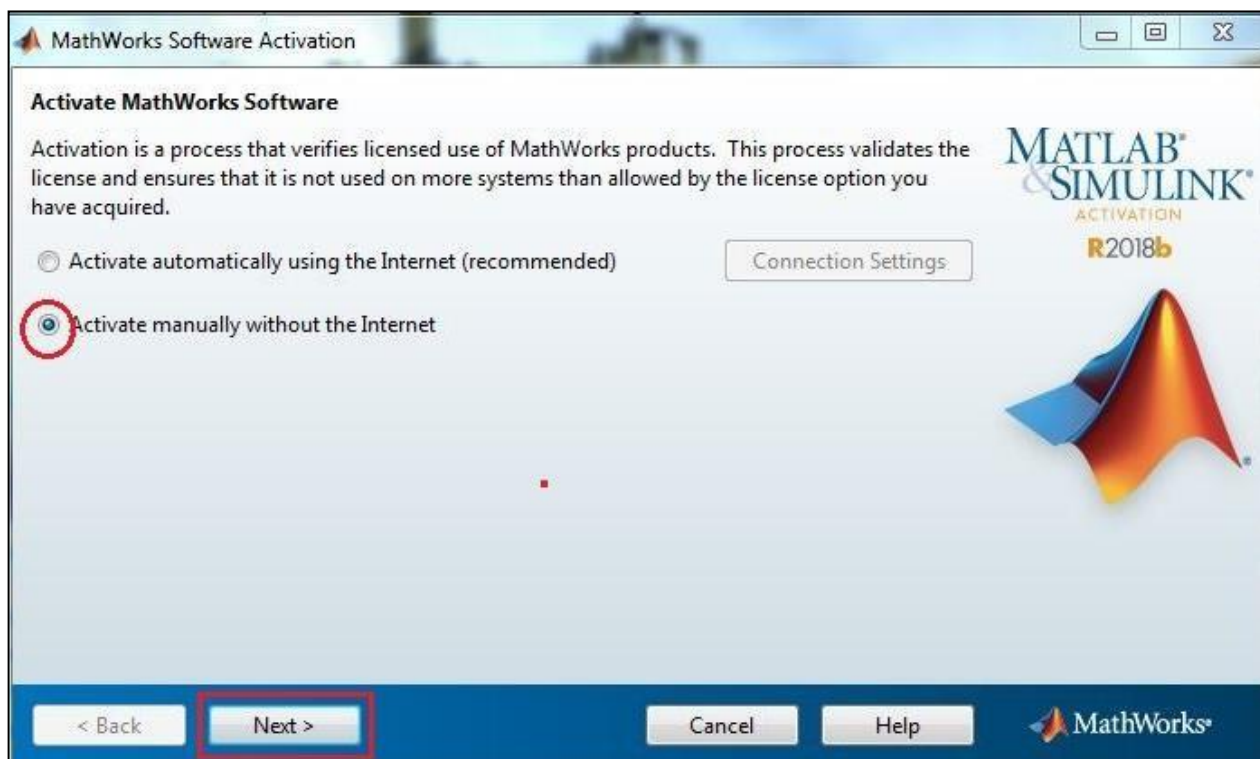 MathWorks Software Activation
Activate MathWorks Software
Activation is a process that verifies licensed use of MathWorks products. This process validates the
license and ensures that it is not used on more systems than allowed by the license option you
have acquired.
Activate automatically using the Internet (recommended)
Connection Settings
Activate manually without the Internet
MATLAB®
&SIMULINK®
ACTIVATION
R2018b
< Back
Next >
Cancel
Help
MathWorks®